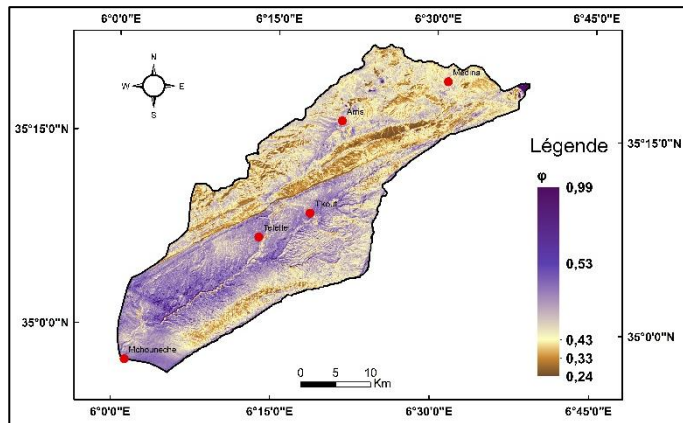 6°0'0"E 6°15'0"E 6°30'0"E 6°45'0"E
N
W E
S
Medina
Arris
35°15'0"N 35°15'0"N
Légende
φ
0,99
T'kout
Teletle
0,53
35°0'0"N 35°0'0"N
0,43
0,33
0,24
Mchouneche
0 5 10
Km
6°0'0"E 6°15'0"E 6°30'0"E 6°45'0"E